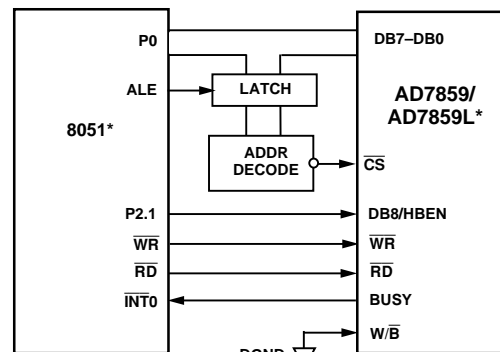 P0
DB7–DB0
ALE
LATCH
AD7859/
AD7859L*
8051*
ADDR
DECODE
CS
P2.1
DB8/HBEN
WR
WR
RD
RD
INT0
BUSY
DGND
W/B